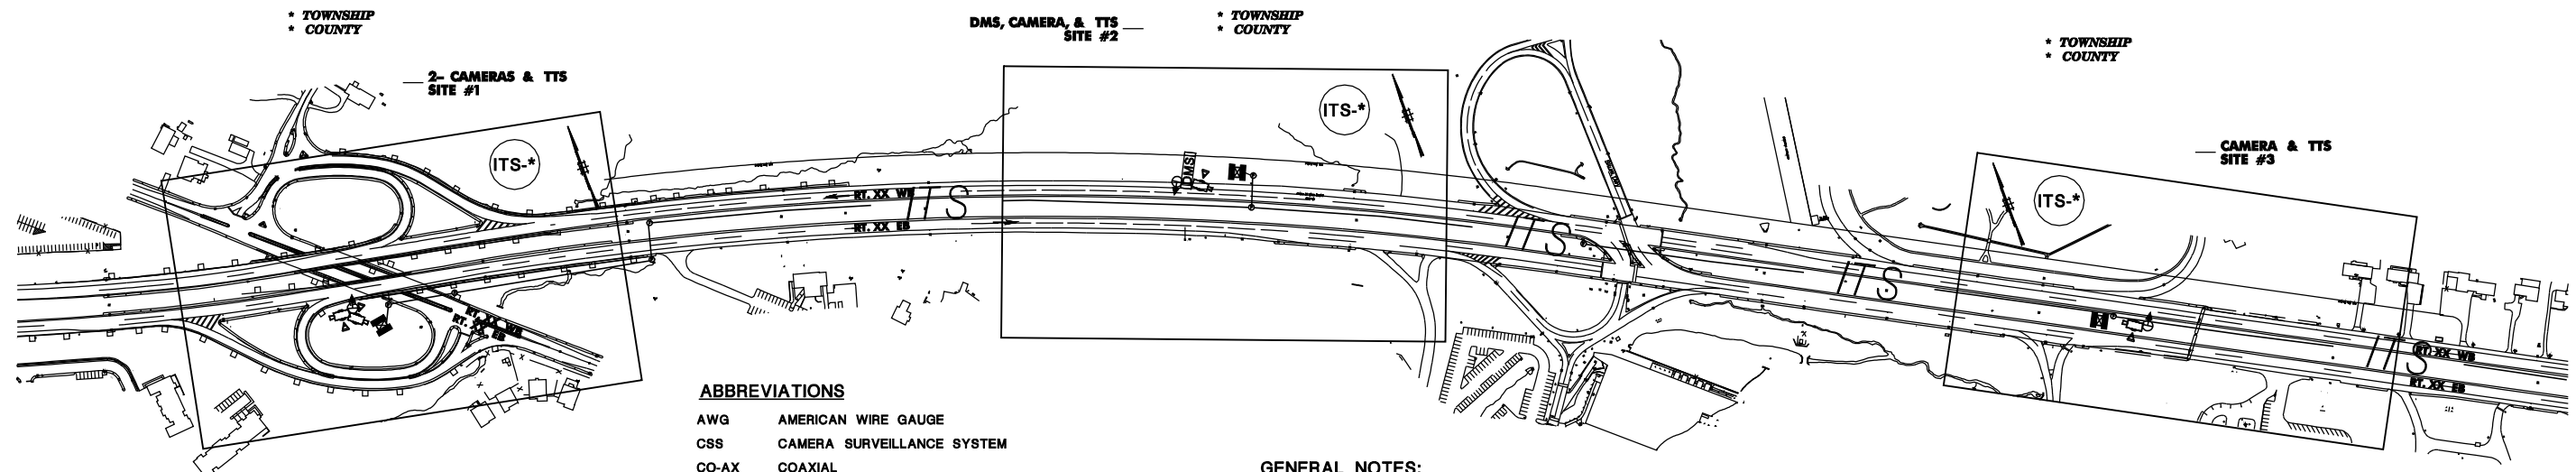 * TOWNSHIP
* COUNTY
DMS, CAMERA, & TTS
SITE #2
* TOWNSHIP
* COUNTY
* TOWNSHIP
* COUNTY
2- CAMERAS & TTS
SITE #1
CAMERA & TTS
SITE #3
ITS-*
ITS-*
ITS-*
DMS
RT. XX WB
ITS
RT. XX EB
ITS
ITS
RT. XX WB
RT. XX EB
ITS
RT. XX WB
RT. XX EB
ABBREVIATIONS
AWG AMERICAN WIRE GAUGE
CSS CAMERA SURVEILLANCE SYSTEM
CO-AX COAXIAL
GENERAL NOTES: